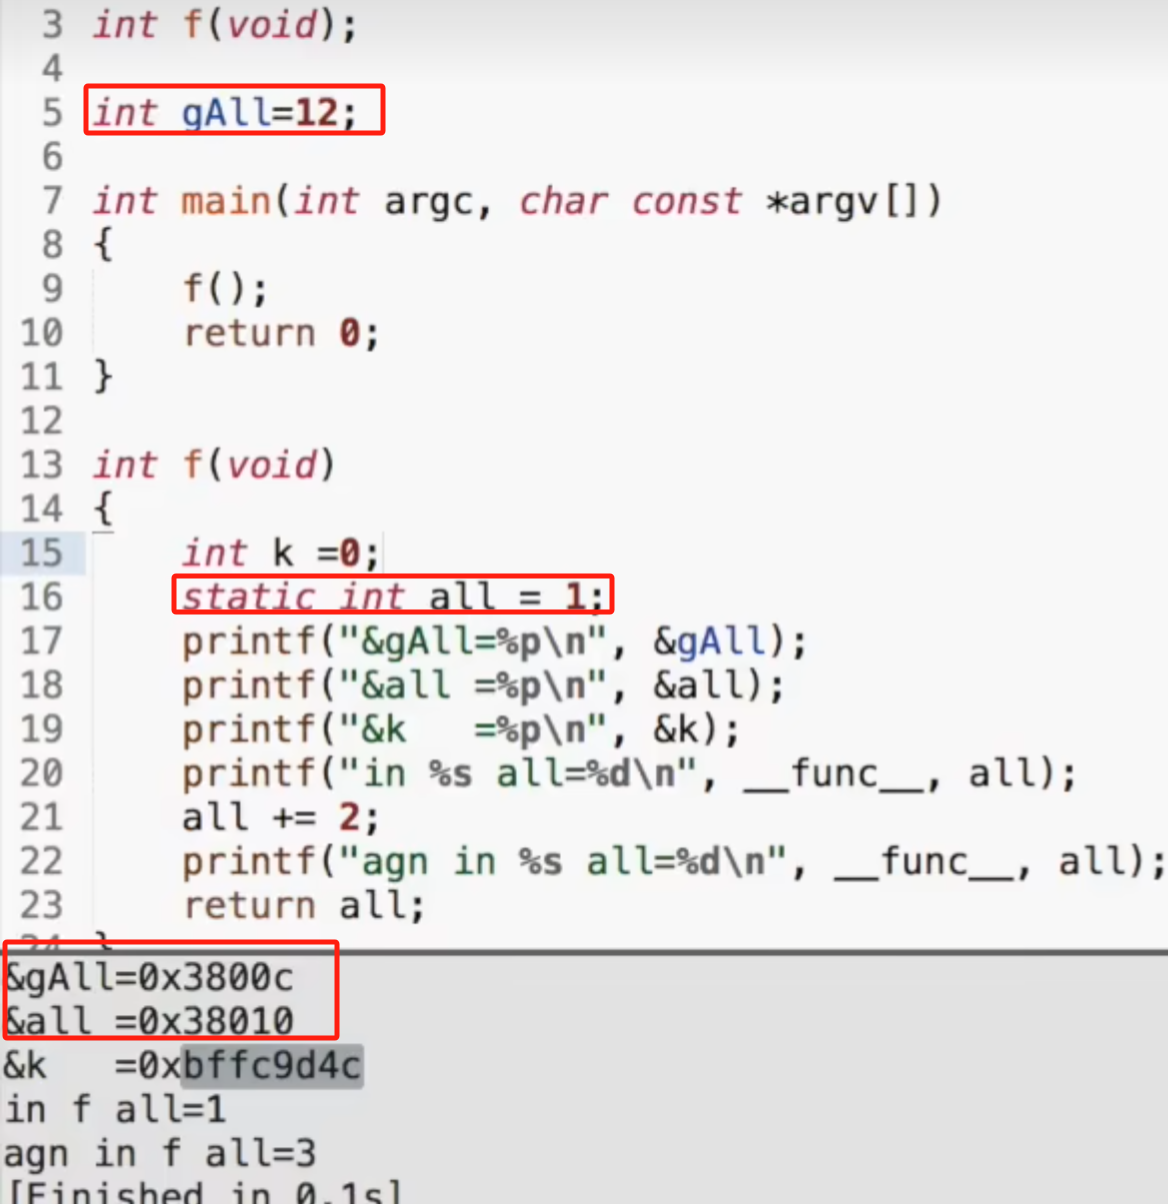 3 int f(void);
4
5 int gAll=12;
6
7 int main(int argc, char const *argv[])
8 {
9     f();
10     return 0;
11 }
12
13 int f(void)
14 {
15     int k =0;
16     static int all = 1;
17     printf("&gAll=%p\n", &gAll);
18     printf("&all =%p\n", &all);
19     printf("&k   =%p\n", &k);
20     printf("in %s all=%d\n", __func__, all);
21     all += 2;
22     printf("agn in %s all=%d\n", __func__, all);
23     return all;
24 }
&gAll=0x3800c
&all =0x38010
&k   =0xbffc9d4c
in f all=1
agn in f all=3
[Finished in 0.1s]